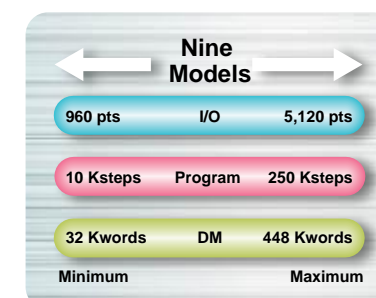 Nine
Models
960 pts I/O 5,120 pts
10 Ksteps Program 250 Ksteps
32 Kwords DM 448 Kwords
Minimum Maximum